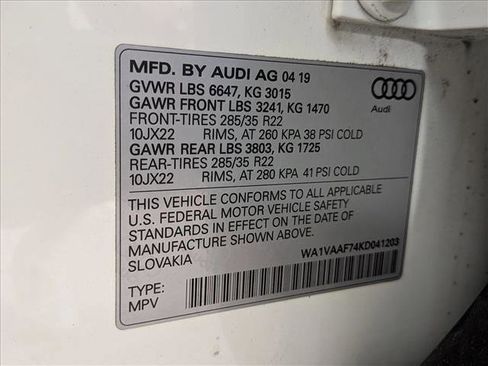 MFD. BY AUDI AG 04 19
GVWR LBS 6647, KG 3015
GAWR FRONT LBS 3241, KG 1470
FRONT-TIRES 285/35 R22
10JX22 RIMS, AT 260 KPA 38 PSI COLD
GAWR REAR LBS 3803, KG 1725
REAR-TIRES 285/35 R22
10JX22 RIMS, AT 280 KPA 41 PSI COLD
Audi
THIS VEHICLE CONFORMS TO ALL APPLICABLE
U.S. FEDERAL MOTOR VEHICLE SAFETY
STANDARDS IN EFFECT ON THE DATE OF
MANUFACTURE SHOWN ABOVE.
SLOVAKIA
WA1VAAF74KD041203
TYPE:
MPV